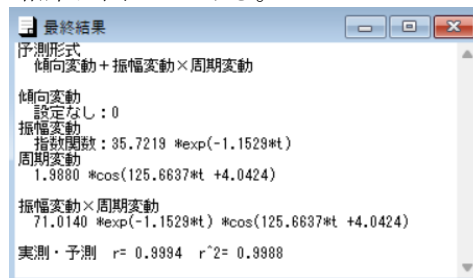 最終結果
予測形式
傾向変動+振幅変動×周期変動
傾向変動
設定なし:0
振幅変動
指数関数:35.7219 *exp(-1.1529*t)
周期変動
1.9880 *cos(125.6637*t +4.0424)
振幅変動×周期変動
71.0140 *exp(-1.1529*t) *cos(125.6637*t +4.0424)
実測・予測 r= 0.9994 r^2= 0.9988